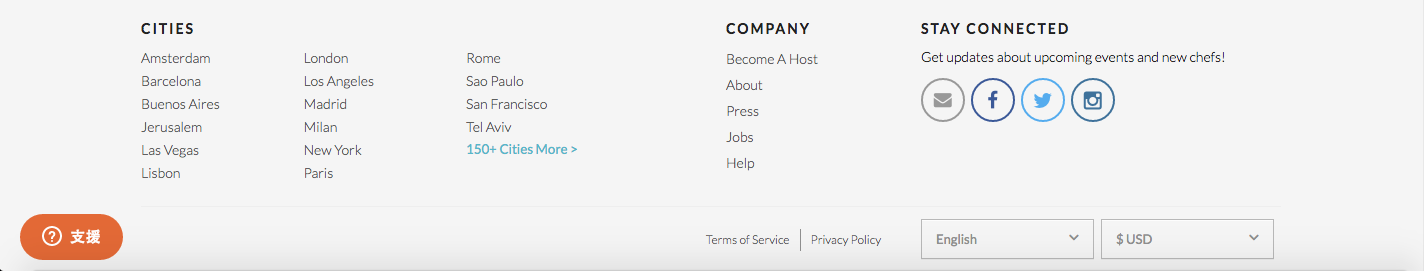 CITIES
Amsterdam
Barcelona
Buenos Aires
Jerusalem
Las Vegas
Lisbon
London
Los Angeles
Madrid
Milan
New York
Paris
Rome
Sao Paulo
San Francisco
Tel Aviv
150+ Cities More >
COMPANY
Become A Host
About
Press
Jobs
Help
STAY CONNECTED
Get updates about upcoming events and new chefs!
? 支援
Terms of Service | Privacy Policy
English
$ USD